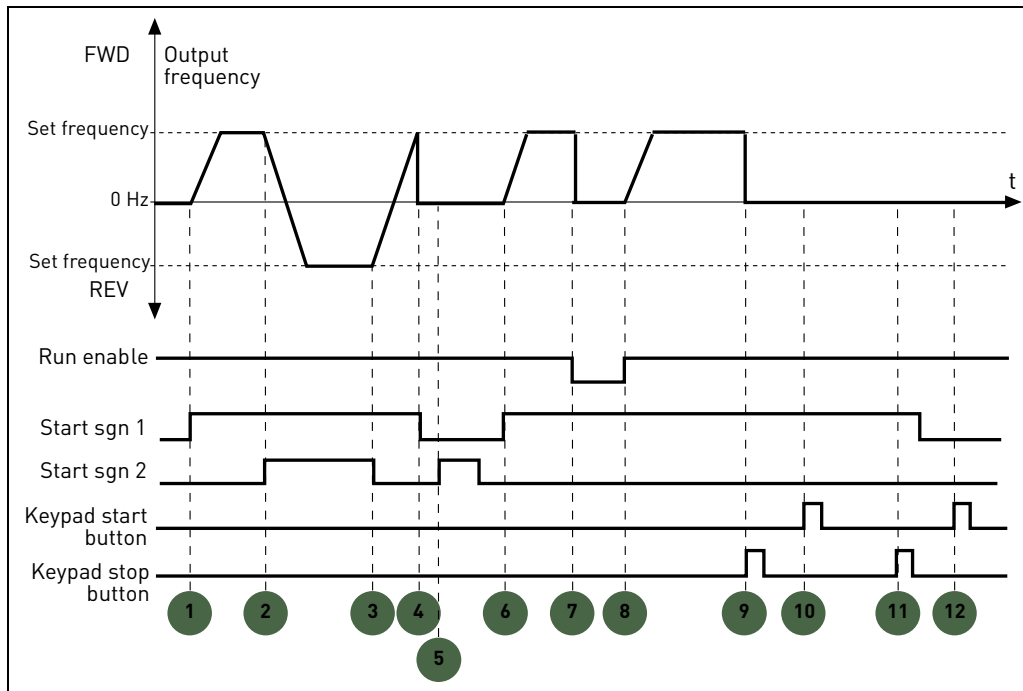 FWD
Output
frequency
Set frequency
0 Hz
t
Set frequency
REV
Run enable
Start sgn 1
Start sgn 2
Keypad start
button
Keypad stop
button
1
2
3
4
6
7
8
9
10
11
12
5